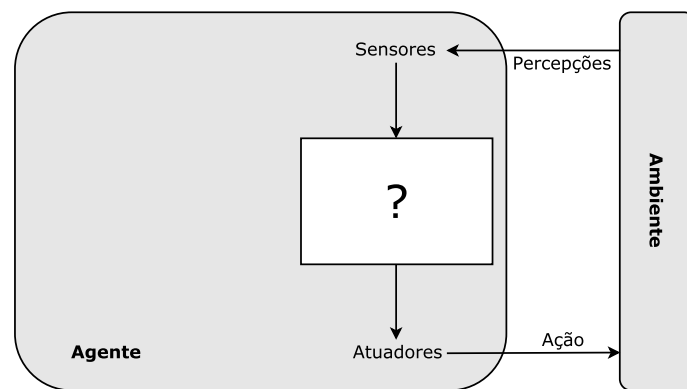 Sensores
Percepções
?
Ambiente
Agente
Atuadores
Ação